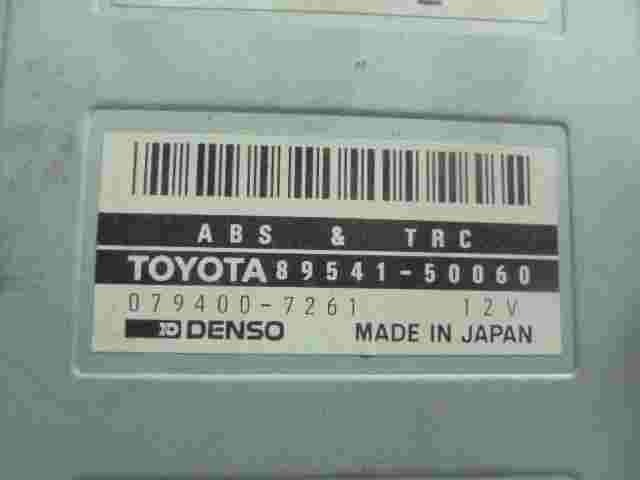 ABS & TRC
TOYOTA 89541-50060
079400-7261 12V
DENSO MADE IN JAPAN